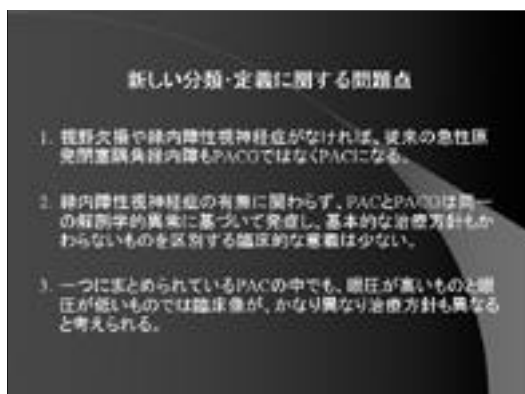 新しい分類・定義に関する問題点
1. 視野欠損や緑内障性視神経症がなければ、従来の急性原
発閉塞隅角緑内障もPACGではなくPACになる。
2. 緑内障性視神経症の有無に関わらず、PACとPACGは同一
の解剖学的異常に基づいて発症し、基本的な治療方針もか
わらないものを区別する臨床的な意義は少ない。
3. 一つにまとめられているPACの中でも、眼圧が高いものと眼
圧が低いものでは臨床像が、かなり異なり治療方針も異なる
と考えられる。